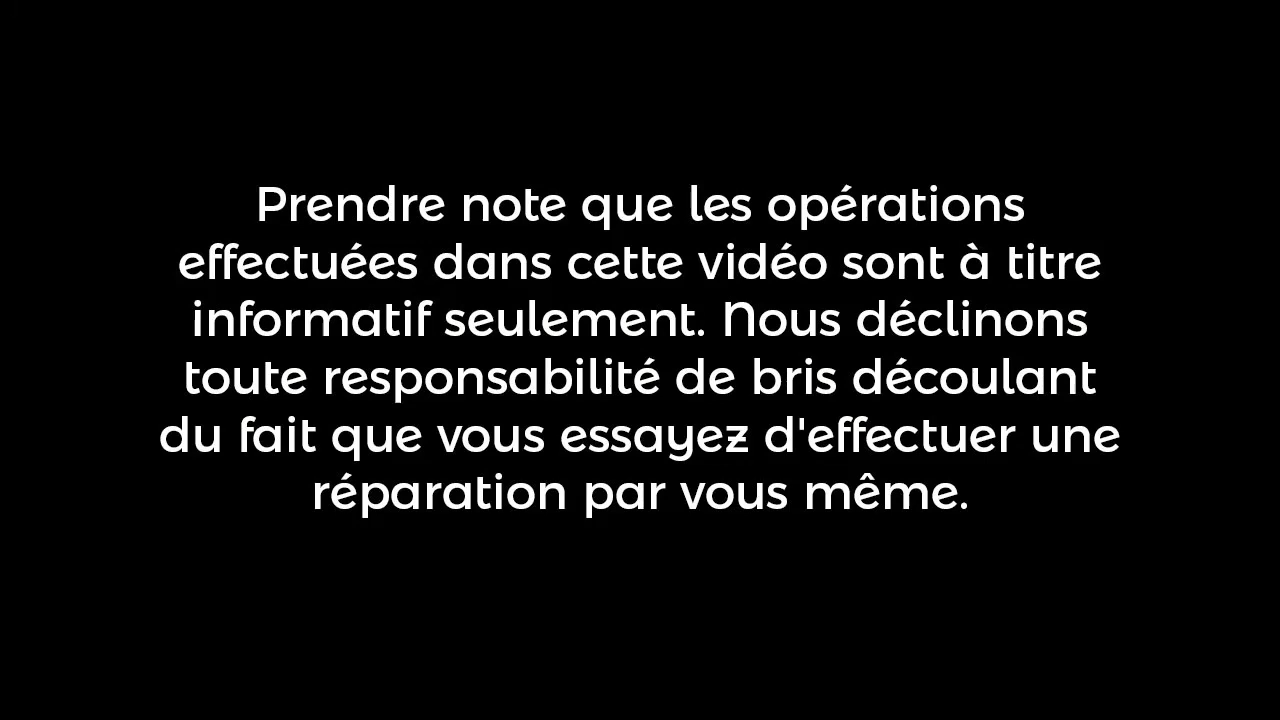 Prendre note que les opérations
effectuées dans cette vidéo sont à titre
informatif seulement. Nous déclinons
toute responsabilité de bris découlant
du fait que vous essayez d'effectuer une
réparation par vous même.